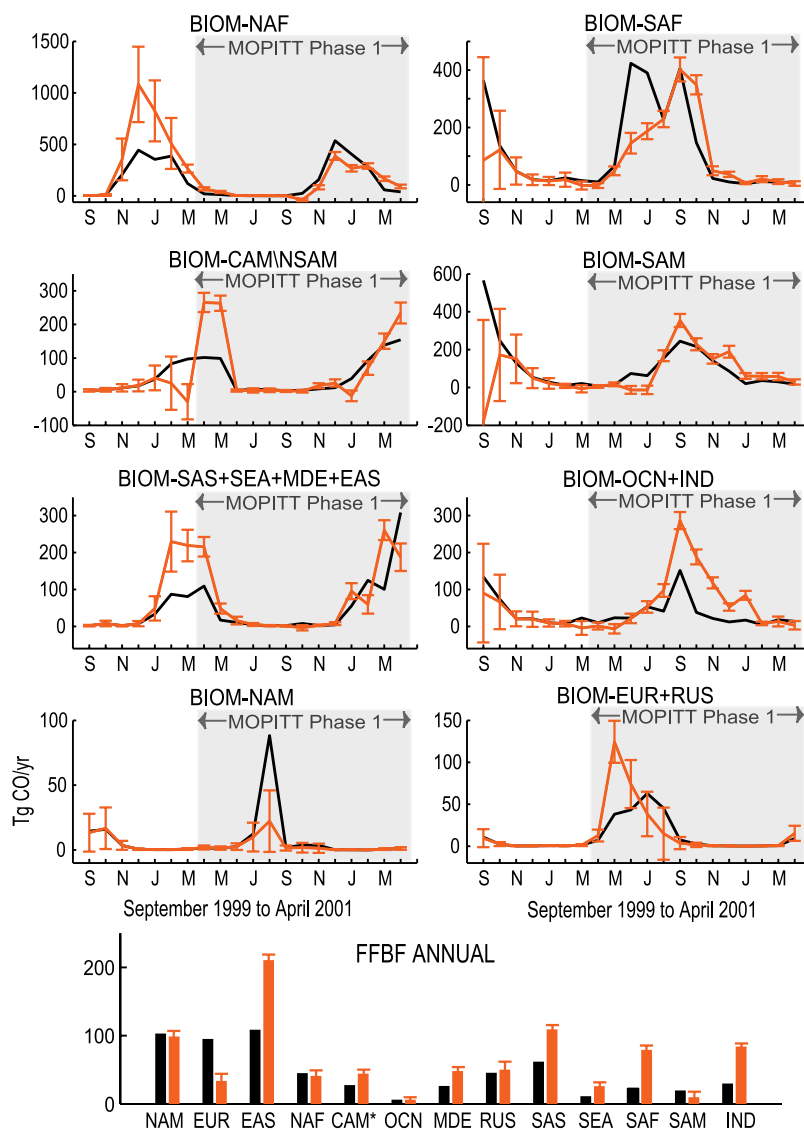 BIOM-NAF
MOPITT Phase 1
1500
1000
500
0
S N J M M J S N J M
BIOM-SAF
MOPITT Phase 1
400
200
0
S N J M M J S N J M
BIOM-CAM\NSAM
MOPITT Phase 1
300
200
100
0
-100
S N J M M J S N J M
BIOM-SAM
MOPITT Phase 1
600
400
200
0
-200
S N J M M J S N J M
BIOM-SAS+SEA+MDE+EAS
MOPITT Phase 1
300
200
100
0
S N J M M J S N J M
BIOM-OCN+IND
MOPITT Phase 1
300
200
100
0
S N J M M J S N J M
BIOM-NAM
MOPITT Phase 1
100
50
0
Tg CO/yr
S N J M M J S N J M
September 1999 to April 2001
BIOM-EUR+RUS
MOPITT Phase 1
150
100
50
0
S N J M M J S N J M
September 1999 to April 2001
FFBF ANNUAL
200
100
0
NAM EUR EAS NAF CAM* OCN MDE RUS SAS SEA SAF SAM IND